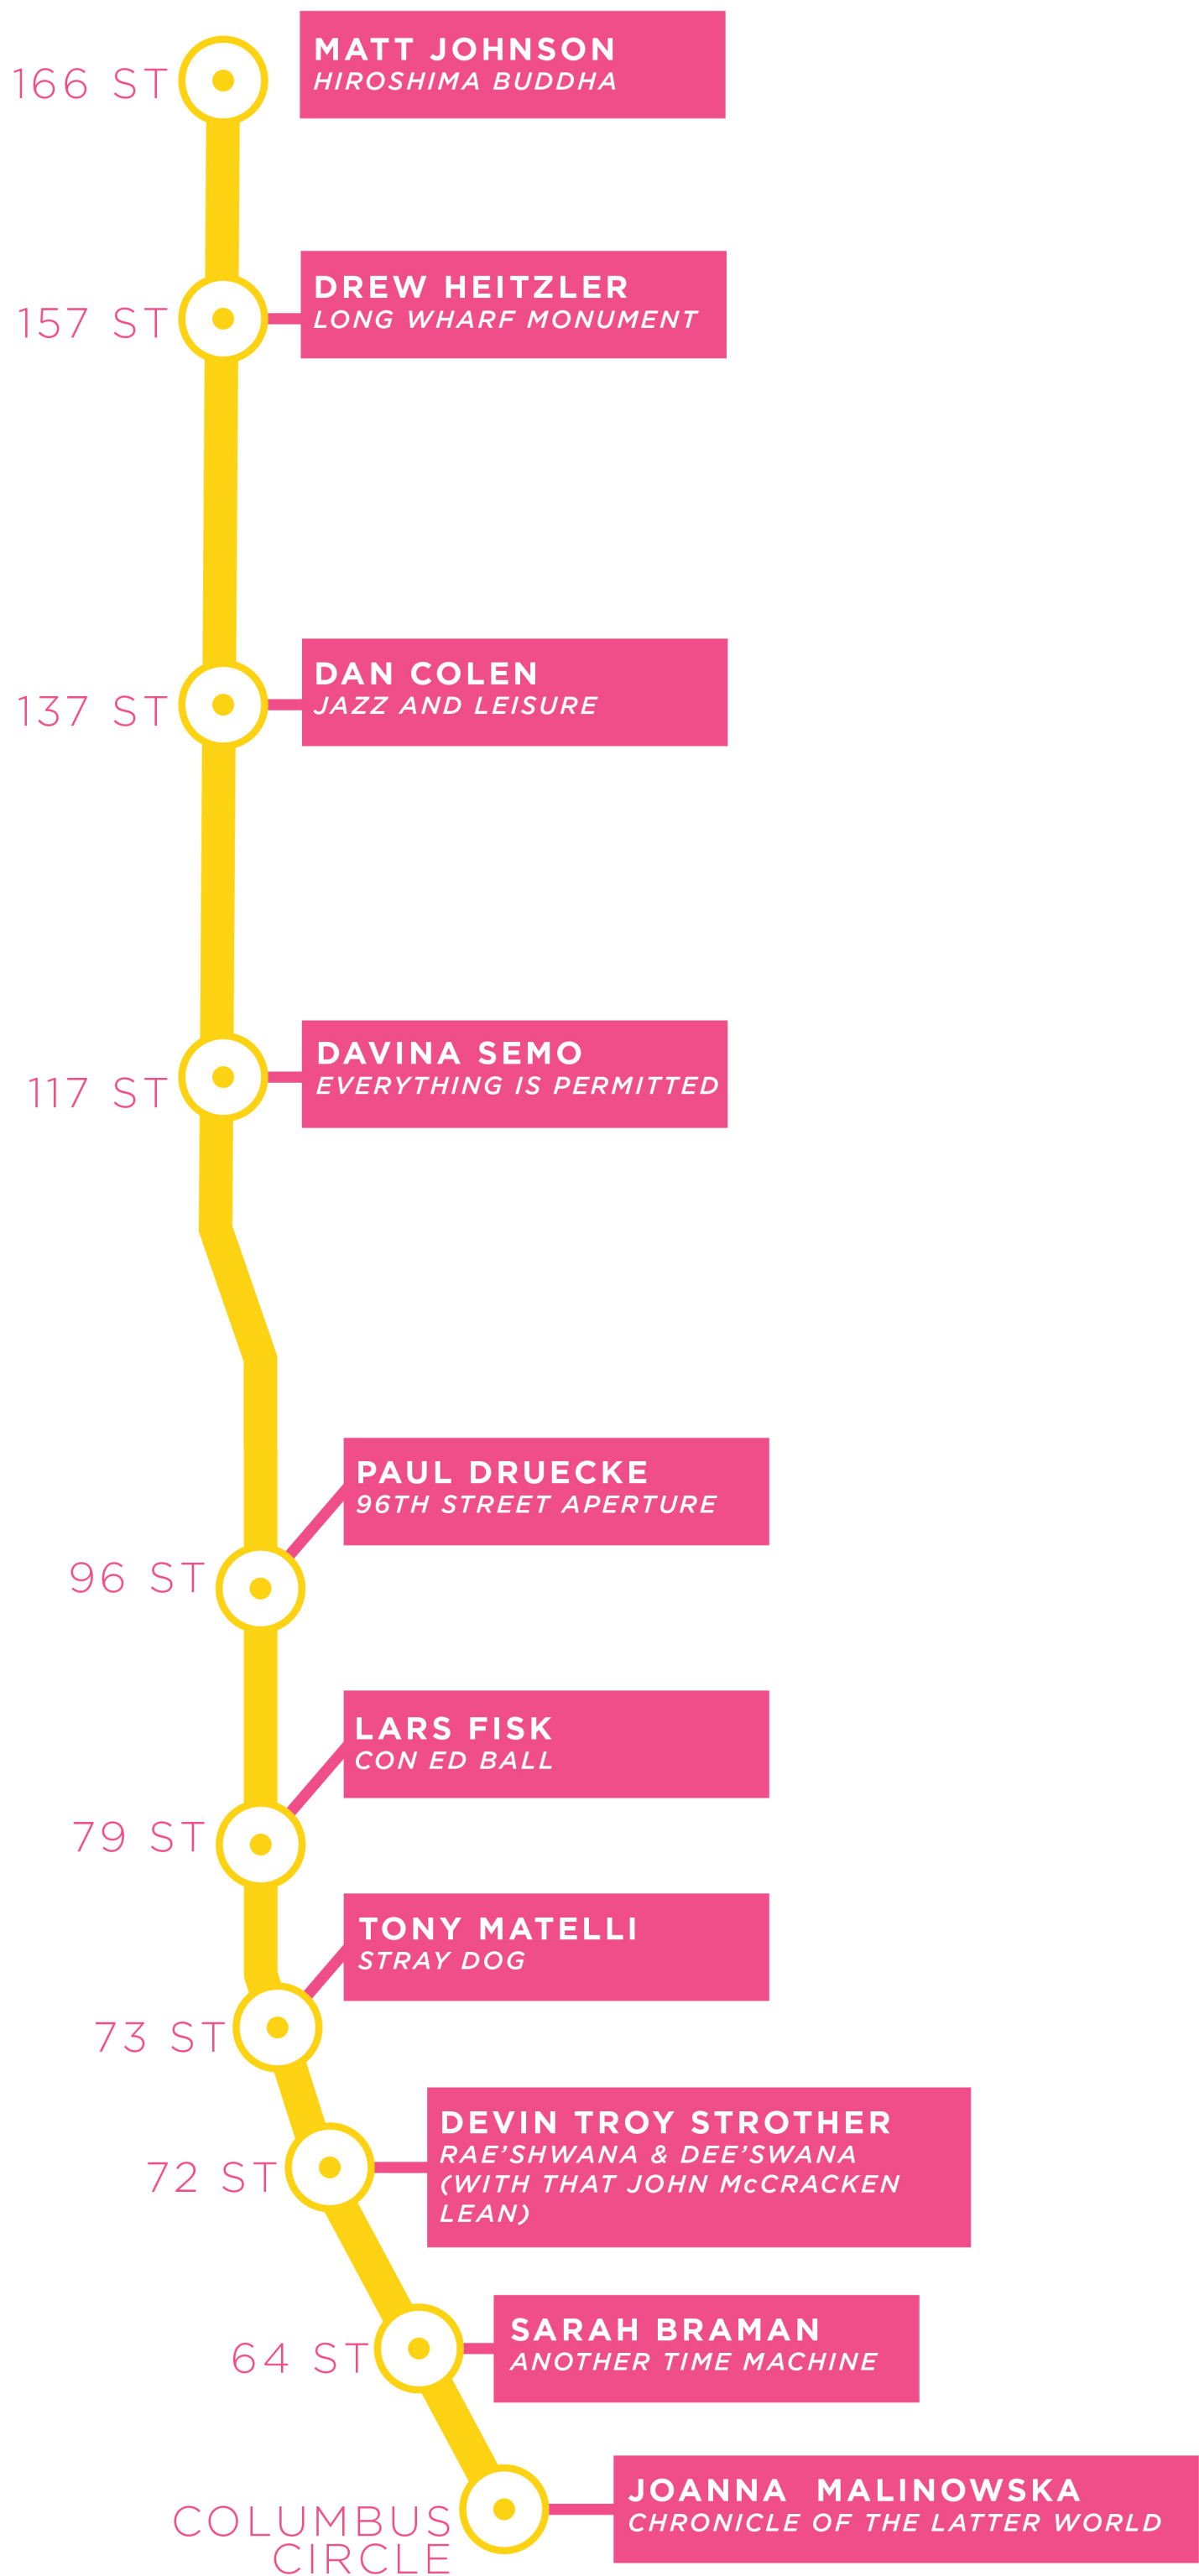 166 ST
MATT JOHNSON
HIROSHIMA BUDDHA
157 ST
DREW HEITZLER
LONG WHARF MONUMENT
137 ST
DAN COLEN
JAZZ AND LEISURE
117 ST
DAVINA SEMO
EVERYTHING IS PERMITTED
96 ST
PAUL DRUECKE
96TH STREET APERTURE
79 ST
LARS FISK
CON ED BALL
73 ST
TONY MATELLI
STRAY DOG
72 ST
DEVIN TROY STROTHER
RAE'SHWANA & DEE'SWANA
(WITH THAT JOHN McCRACKEN
LEAN)
64 ST
SARAH BRAMAN
ANOTHER TIME MACHINE
COLUMBUS
CIRCLE
JOANNA MALINOWSKA
CHRONICLE OF THE LATTER WORLD